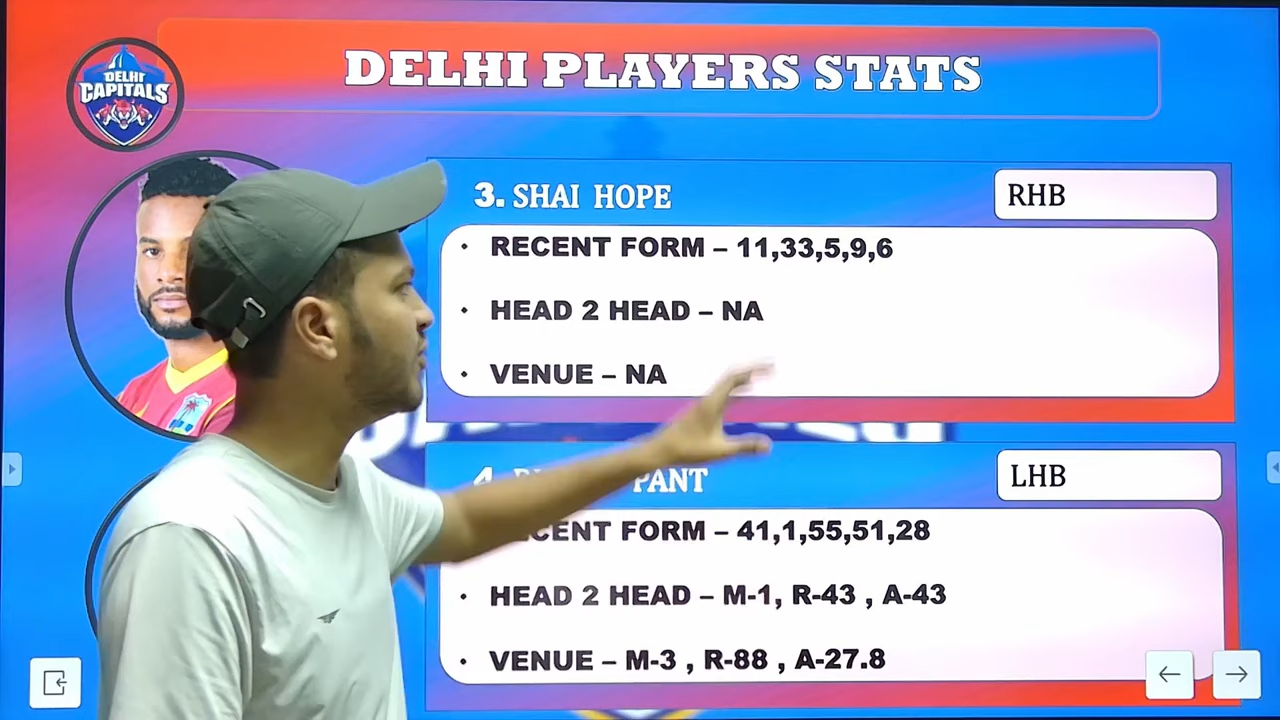 DELHI PLAYERS STATS
DELHI
CAPITALS
3. SHAI HOPE
RHB
• RECENT FORM – 11,33,5,9,6
• HEAD 2 HEAD – NA
• VENUE – NA
PANT
LHB
RECENT FORM – 41,1,55,51,28
• HEAD 2 HEAD – M-1, R-43 , A-43
• VENUE – M-3 , R-88 , A-27.8